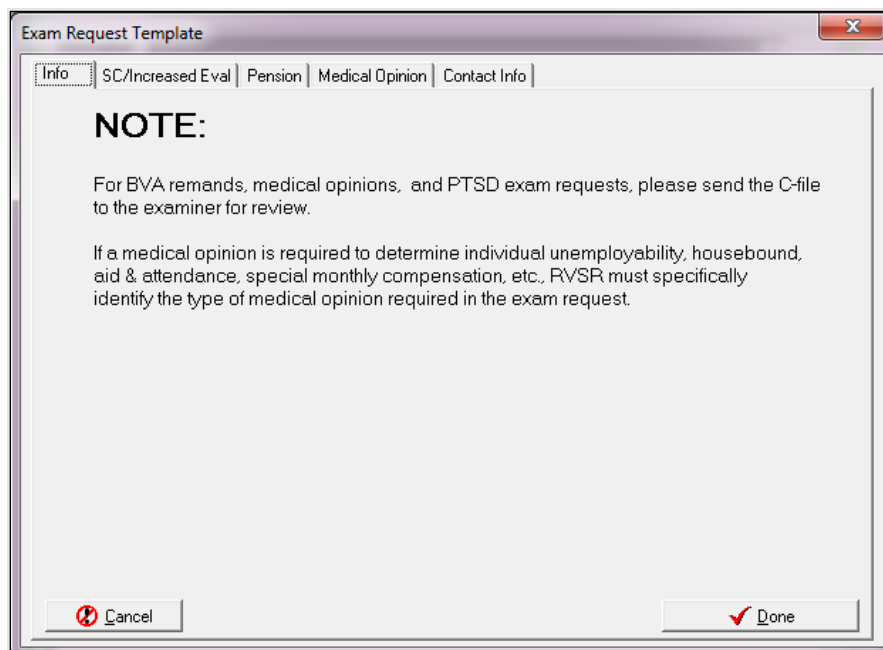 Exam Request Template
Info SC/Increased Eval Pension Medical Opinion Contact Info
NOTE:
For BVA remands, medical opinions, and PTSD exam requests, please send the C-file
to the examiner for review.
If a medical opinion is required to determine individual unemployability, housebound,
aid & attendance, special monthly compensation, etc., RVSR must specifically
identify the type of medical opinion required in the exam request.
Cancel Done